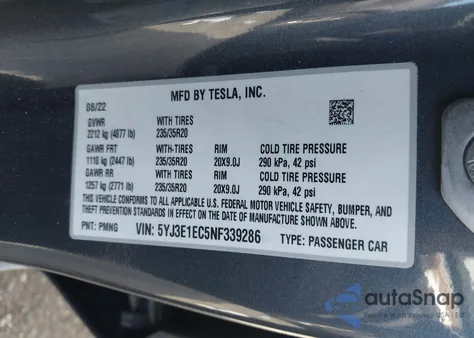 MFD BY TESLA, INC.
08/22
GVWR WITH TIRES
2212 kg (4877 lb) 235/35R20
GAWR FRT WITH-TIRES RIM COLD TIRE PRESSURE
1110 kg (2447 lb) 235/35R20 20X9.0J 290 kPa, 42 psi
GAWR RR WITH TIRES RIM COLD TIRE PRESSURE
1257 kg (2771 lb) 235/35R20 20X9.0J 290 kPa, 42 psi
THIS VEHICLE CONFORMS TO ALL APPLICABLE U.S. FEDERAL MOTOR VEHICLE SAFETY, BUMPER, AND
THEFT PREVENTION STANDARDS IN EFFECT ON THE DATE OF MANUFACTURE SHOWN ABOVE.
PNT: PMNG VIN: 5YJ3E1EC5NF339286 TYPE: PASSENGER CAR
autoSnap